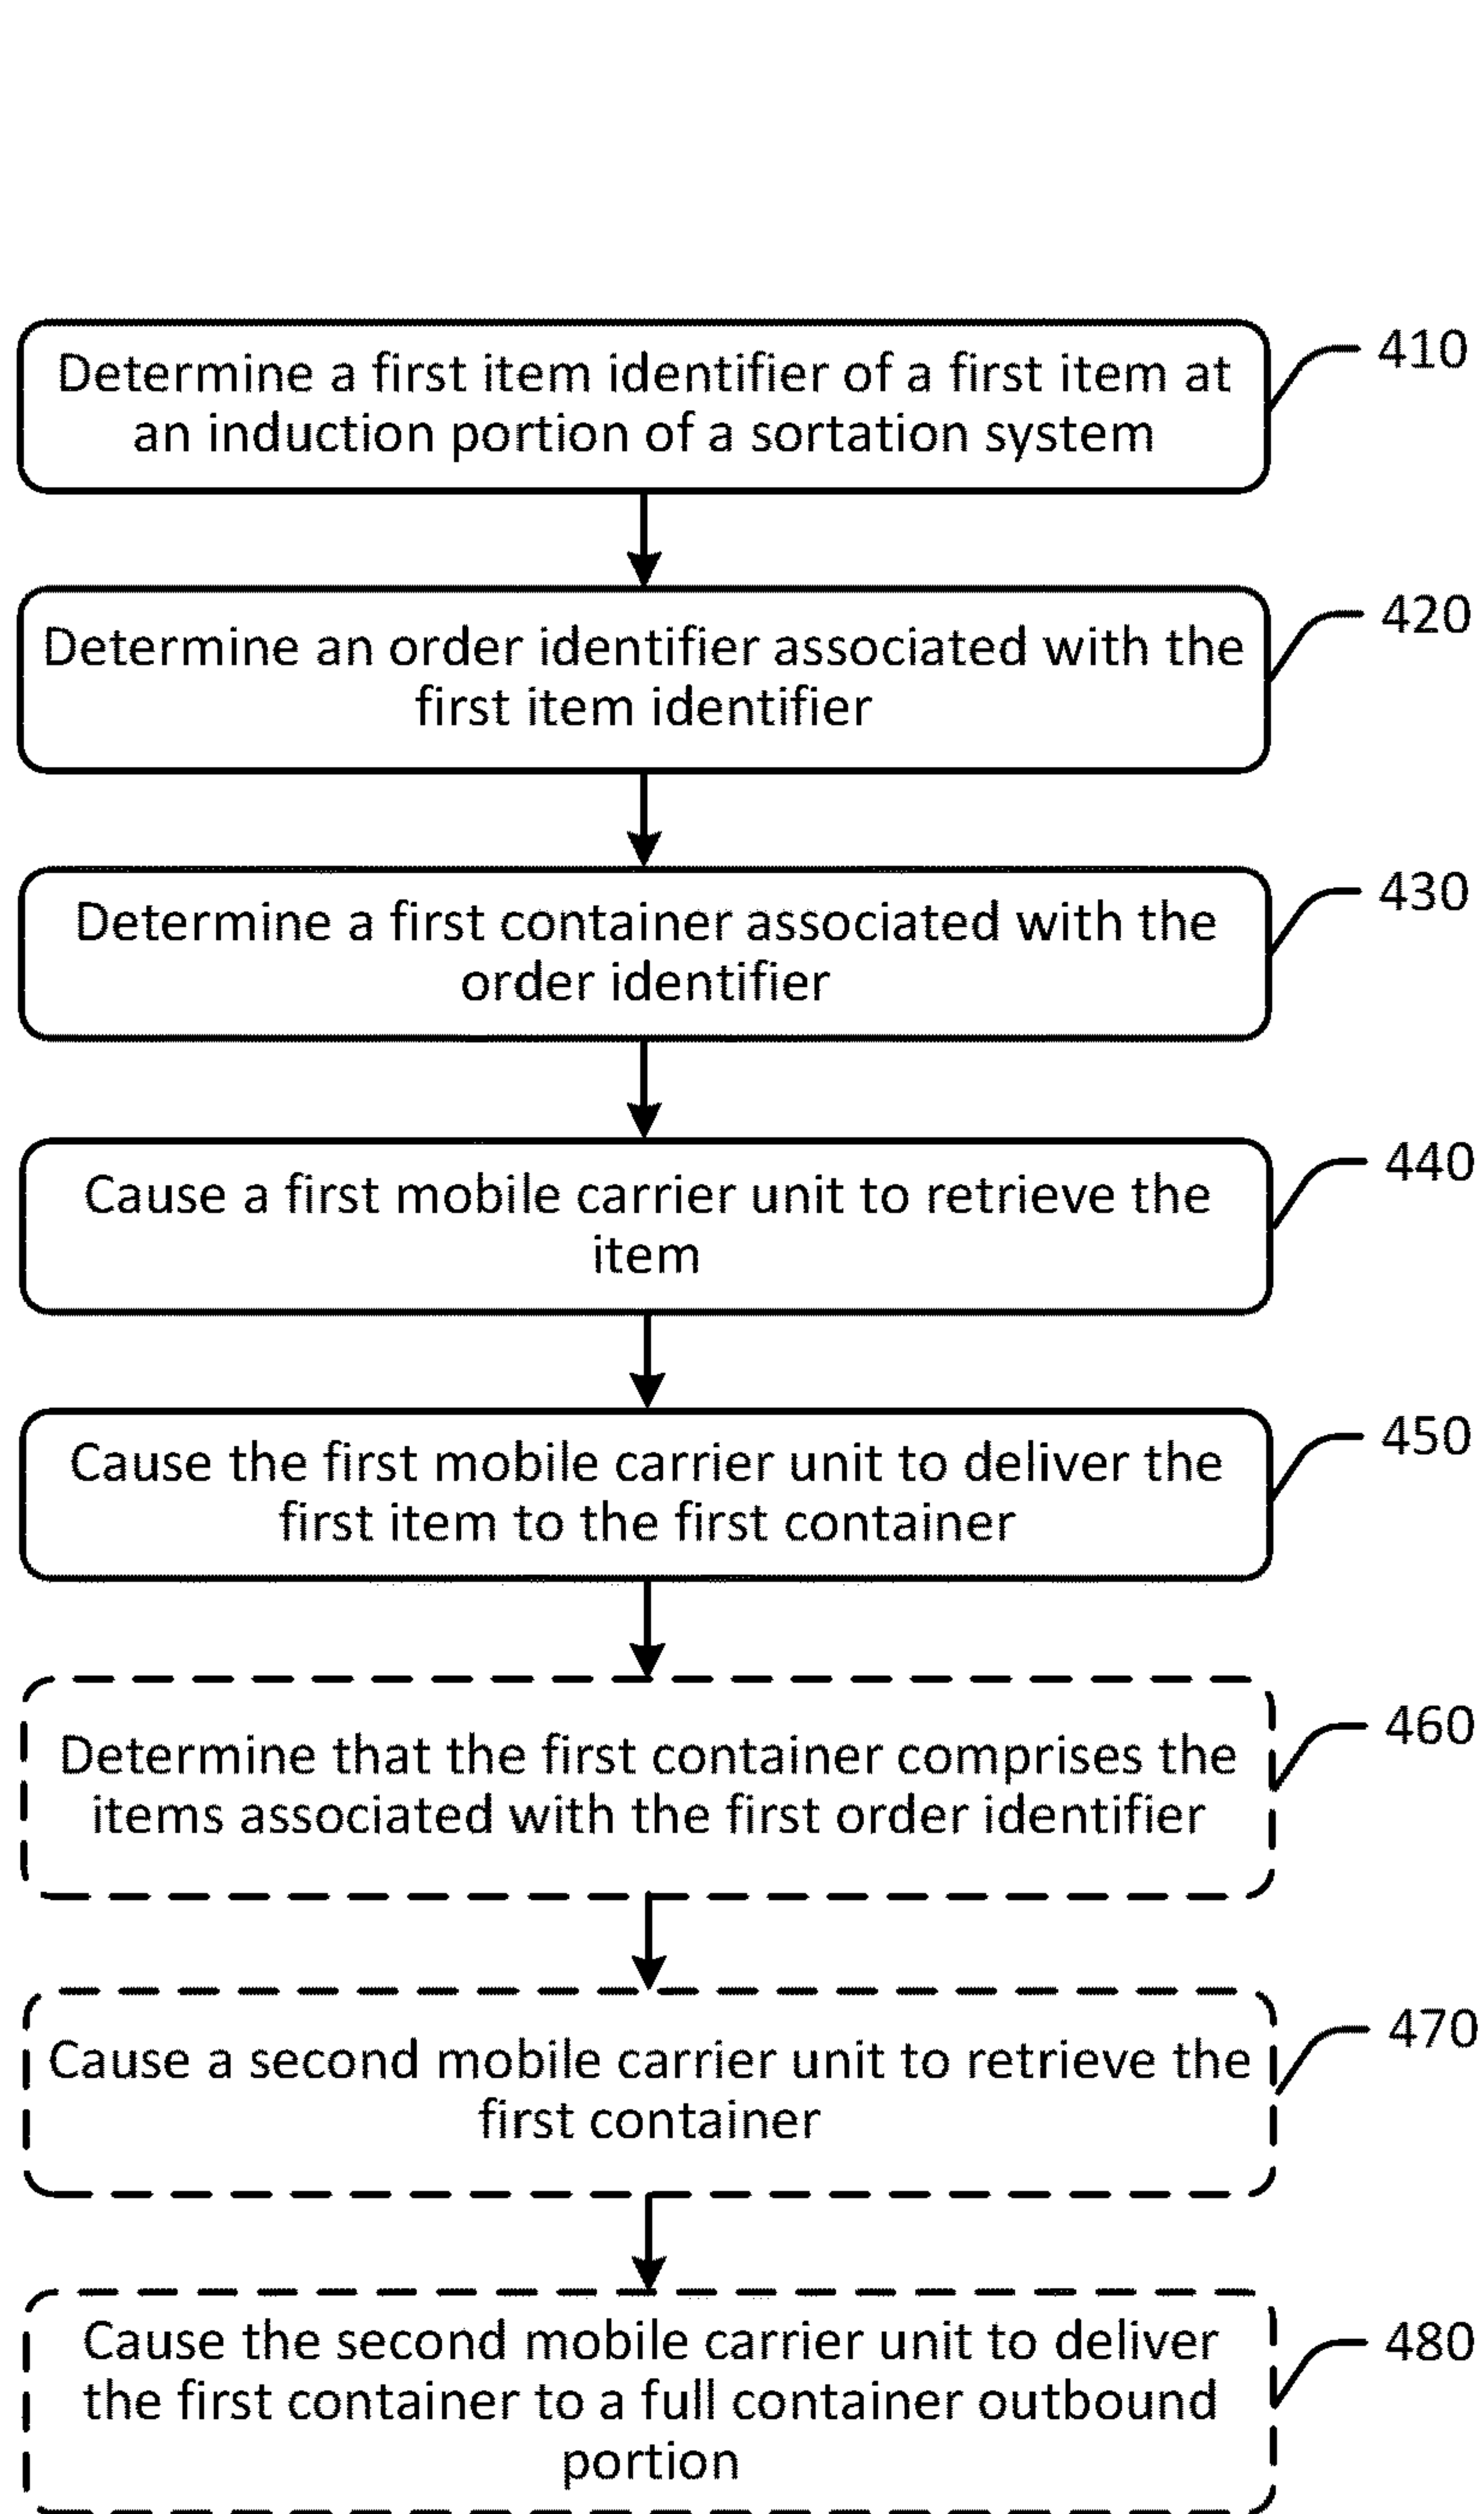 Determine a first item identifier of a first item at
an induction portion of a sortation system
410
Determine an order identifier associated with the
first item identifier
420
Determine a first container associated with the
order identifier
430
Cause a first mobile carrier unit to retrieve the
item
440
Cause the first mobile carrier unit to deliver the
first item to the first container
450
Determine that the first container comprises the
items associated with the first order identifier
460
Cause a second mobile carrier unit to retrieve the
first container
470
Cause the second mobile carrier unit to deliver
the first container to a full container outbound
portion
480